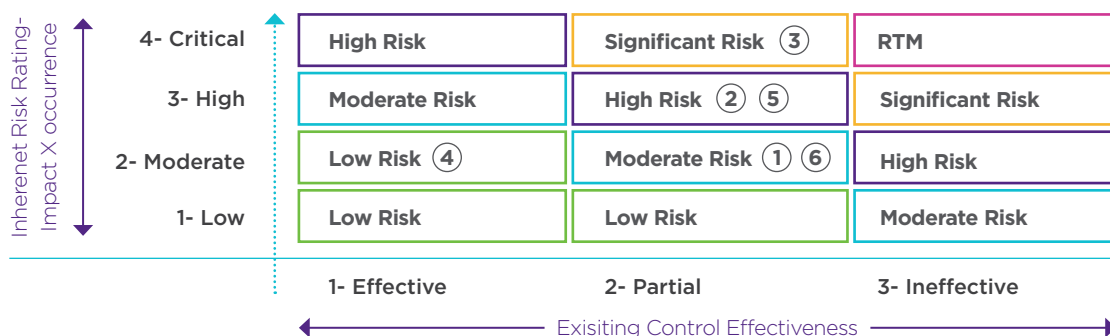 Inherenet Risk Rating-
Impact X occurrence
4- Critical High Risk Significant Risk 3 RTM
3- High Moderate Risk High Risk 2 5 Significant Risk
2- Moderate Low Risk 4 Moderate Risk 1 6 High Risk
1- Low Low Risk Low Risk Moderate Risk
1- Effective 2- Partial 3- Ineffective
Exisiting Control Effectiveness